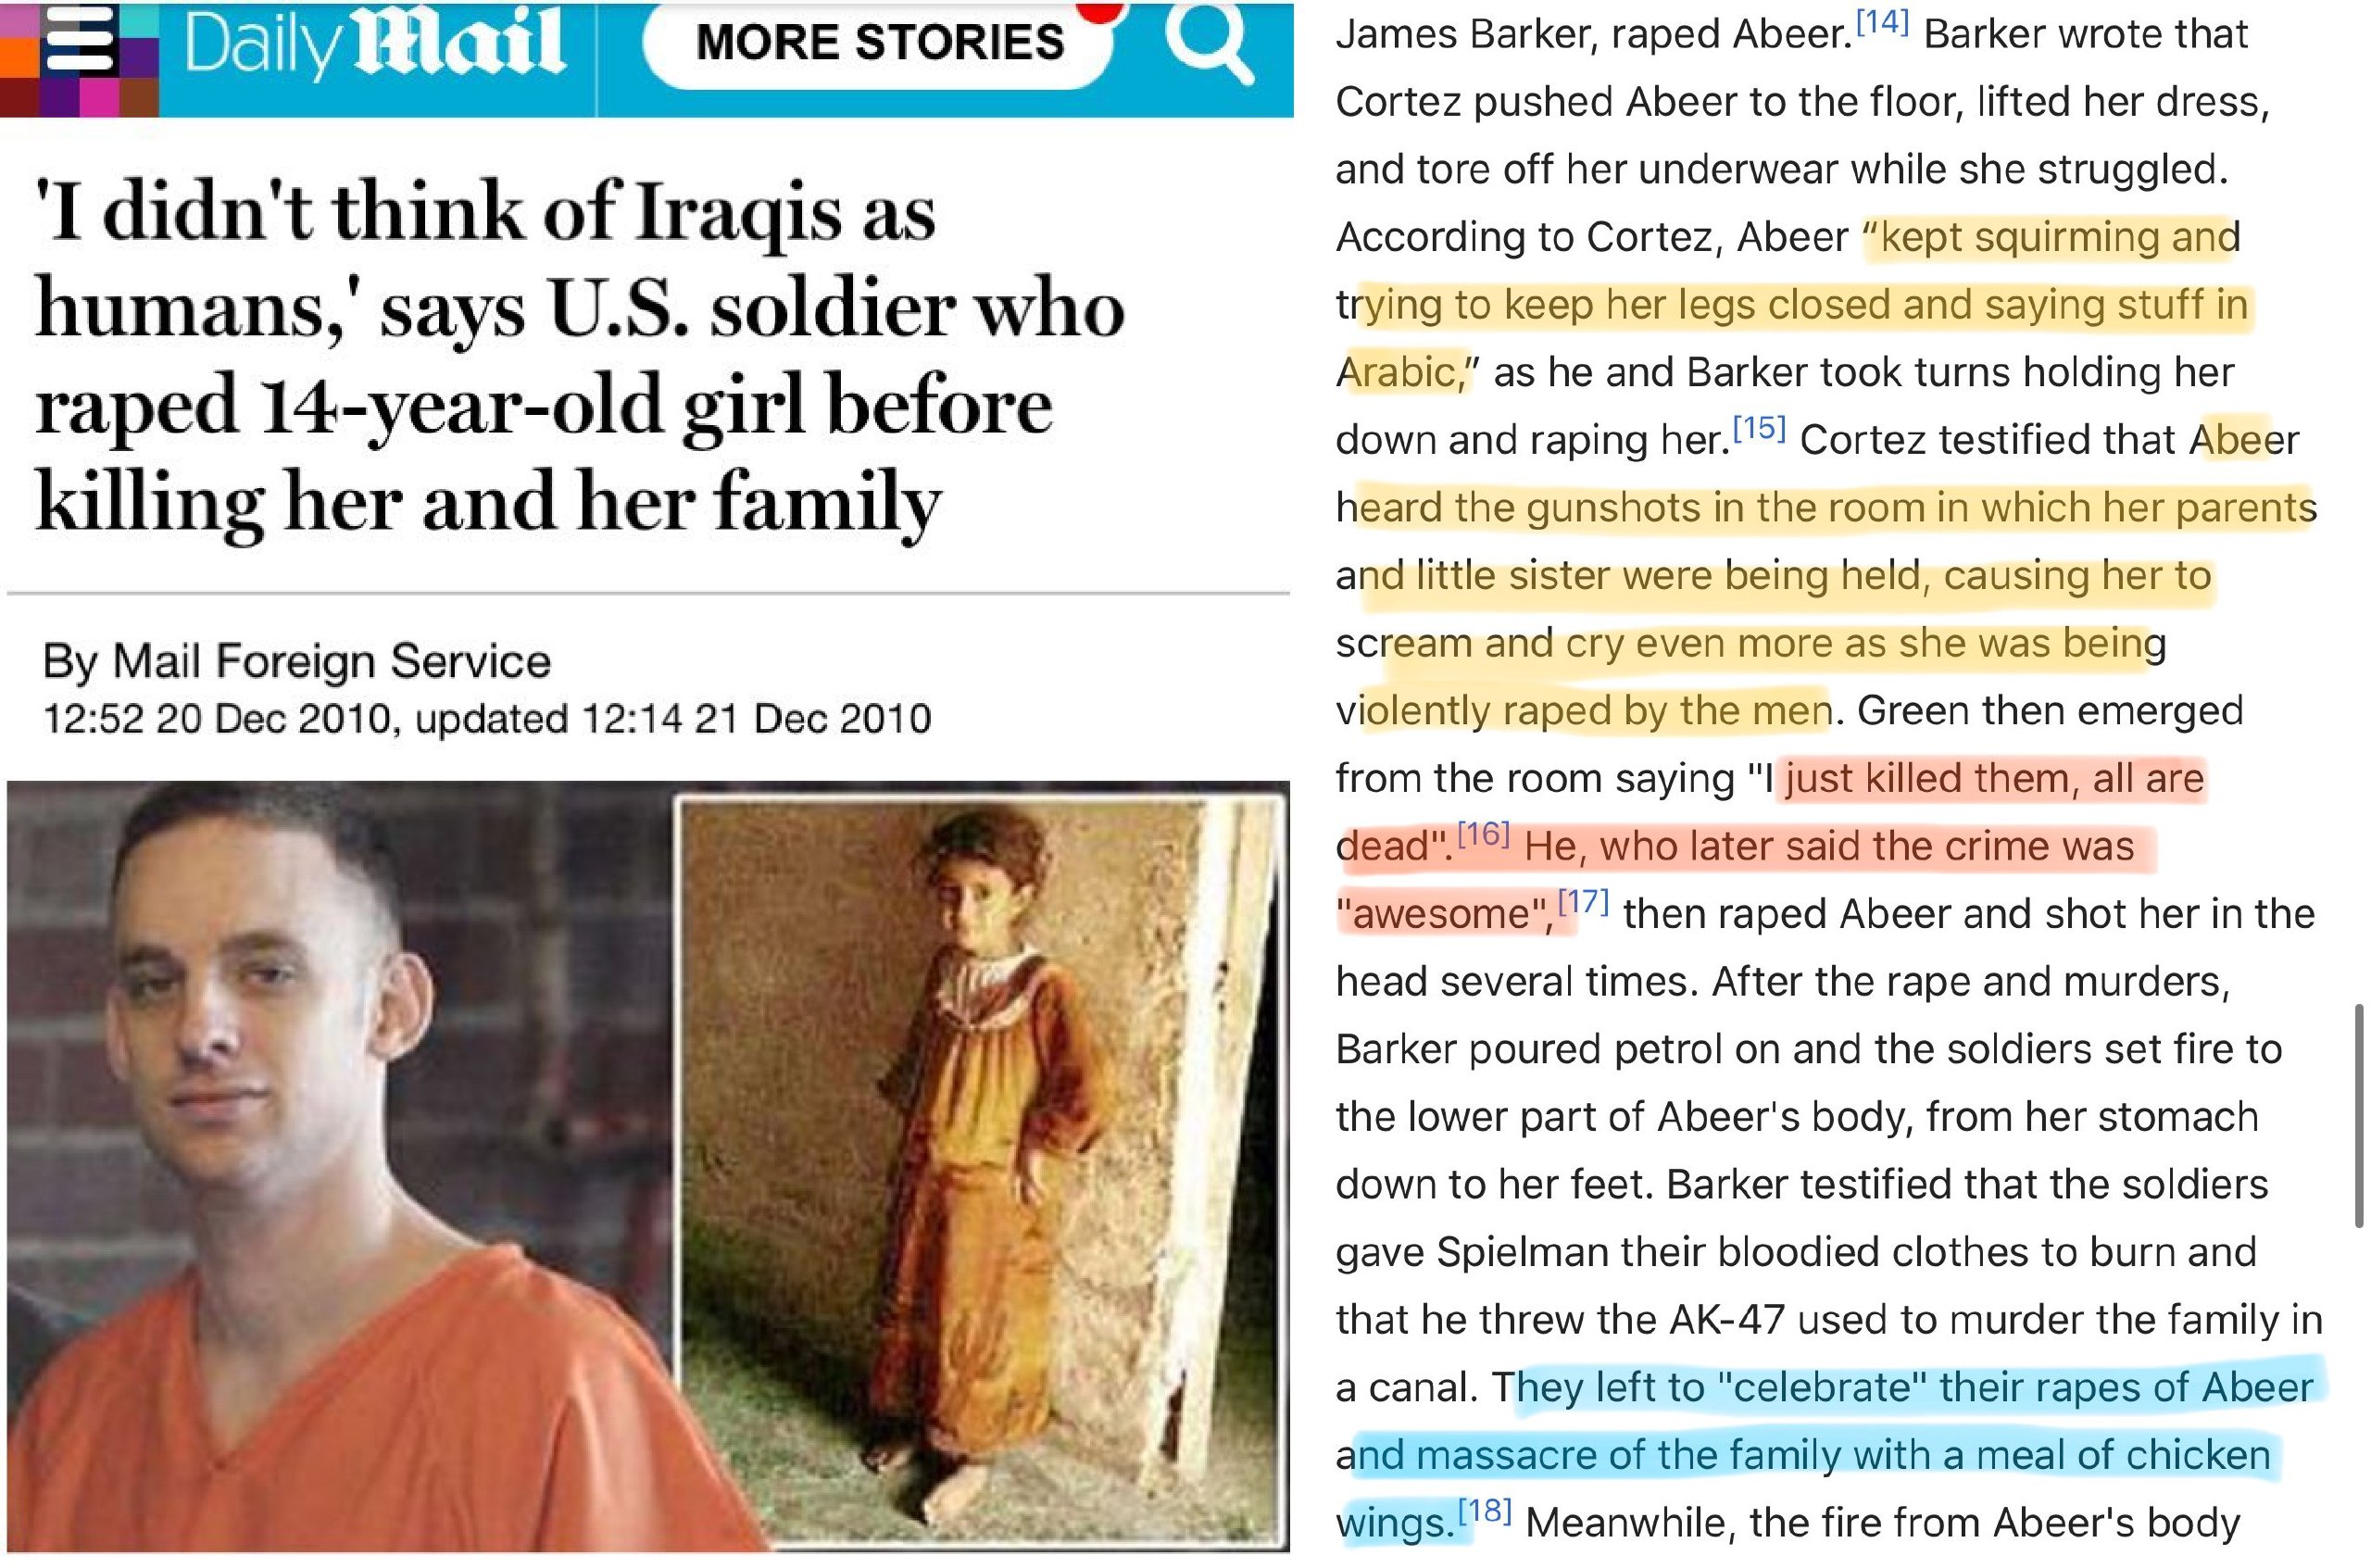 Daily Mail
MORE STORIES
'I didn't think of Iraqis as
humans,' says U.S. soldier who
raped 14-year-old girl before
killing her and her family
By Mail Foreign Service
12:52 20 Dec 2010, updated 12:14 21 Dec 2010
James Barker, raped Abeer.[14] Barker wrote that
Cortez pushed Abeer to the floor, lifted her dress,
and tore off her underwear while she struggled.
According to Cortez, Abeer “kept squirming and
trying to keep her legs closed and saying stuff in
Arabic,” as he and Barker took turns holding her
down and raping her.[15] Cortez testified that Abeer
heard the gunshots in the room in which her parents
and little sister were being held, causing her to
scream and cry even more as she was being
violently raped by the men. Green then emerged
from the room saying "I just killed them, all are
dead".[16] He, who later said the crime was
"awesome",[17] then raped Abeer and shot her in the
head several times. After the rape and murders,
Barker poured petrol on and the soldiers set fire to
the lower part of Abeer's body, from her stomach
down to her feet. Barker testified that the soldiers
gave Spielman their bloodied clothes to burn and
that he threw the AK-47 used to murder the family in
a canal. They left to "celebrate" their rapes of Abeer
and massacre of the family with a meal of chicken
wings.[18] Meanwhile, the fire from Abeer's body